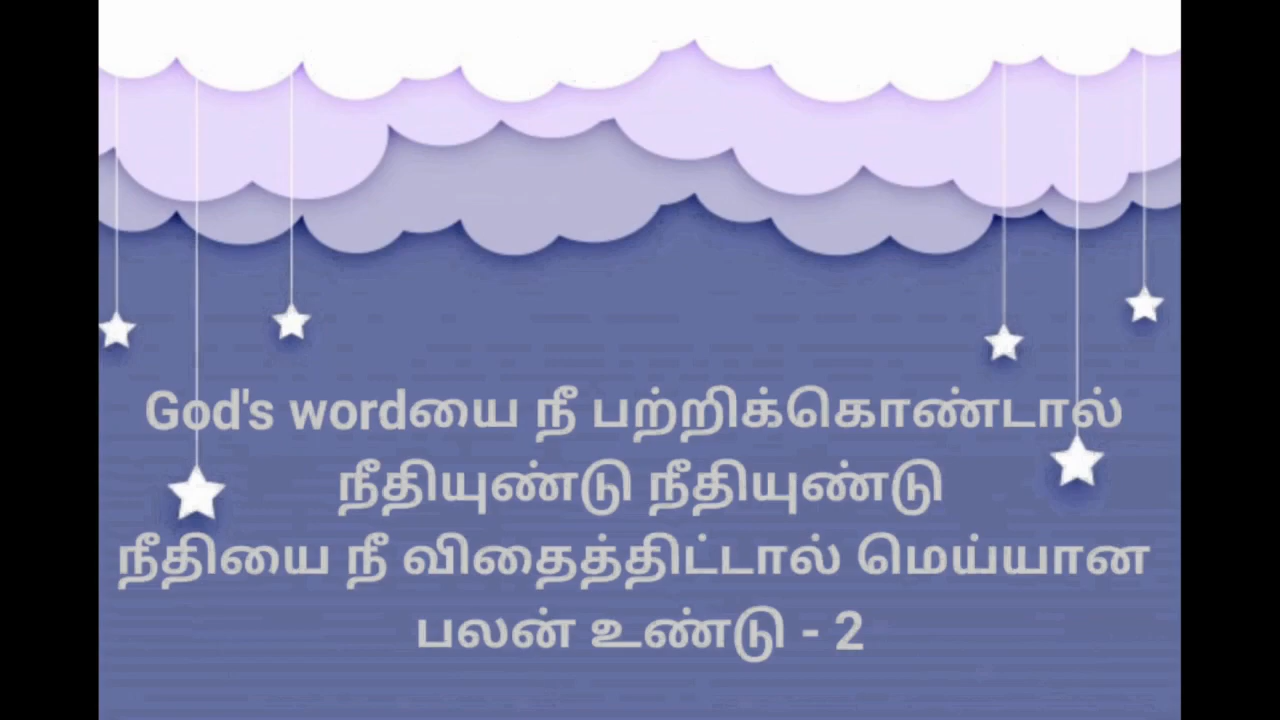 God's wordயை நீ பற்றிக்கொண்டால்
நீதியுண்டு நீதியுண்டு
நீதியை நீ விதைத்திட்டால் மெய்யான
பலன் உண்டு - 2